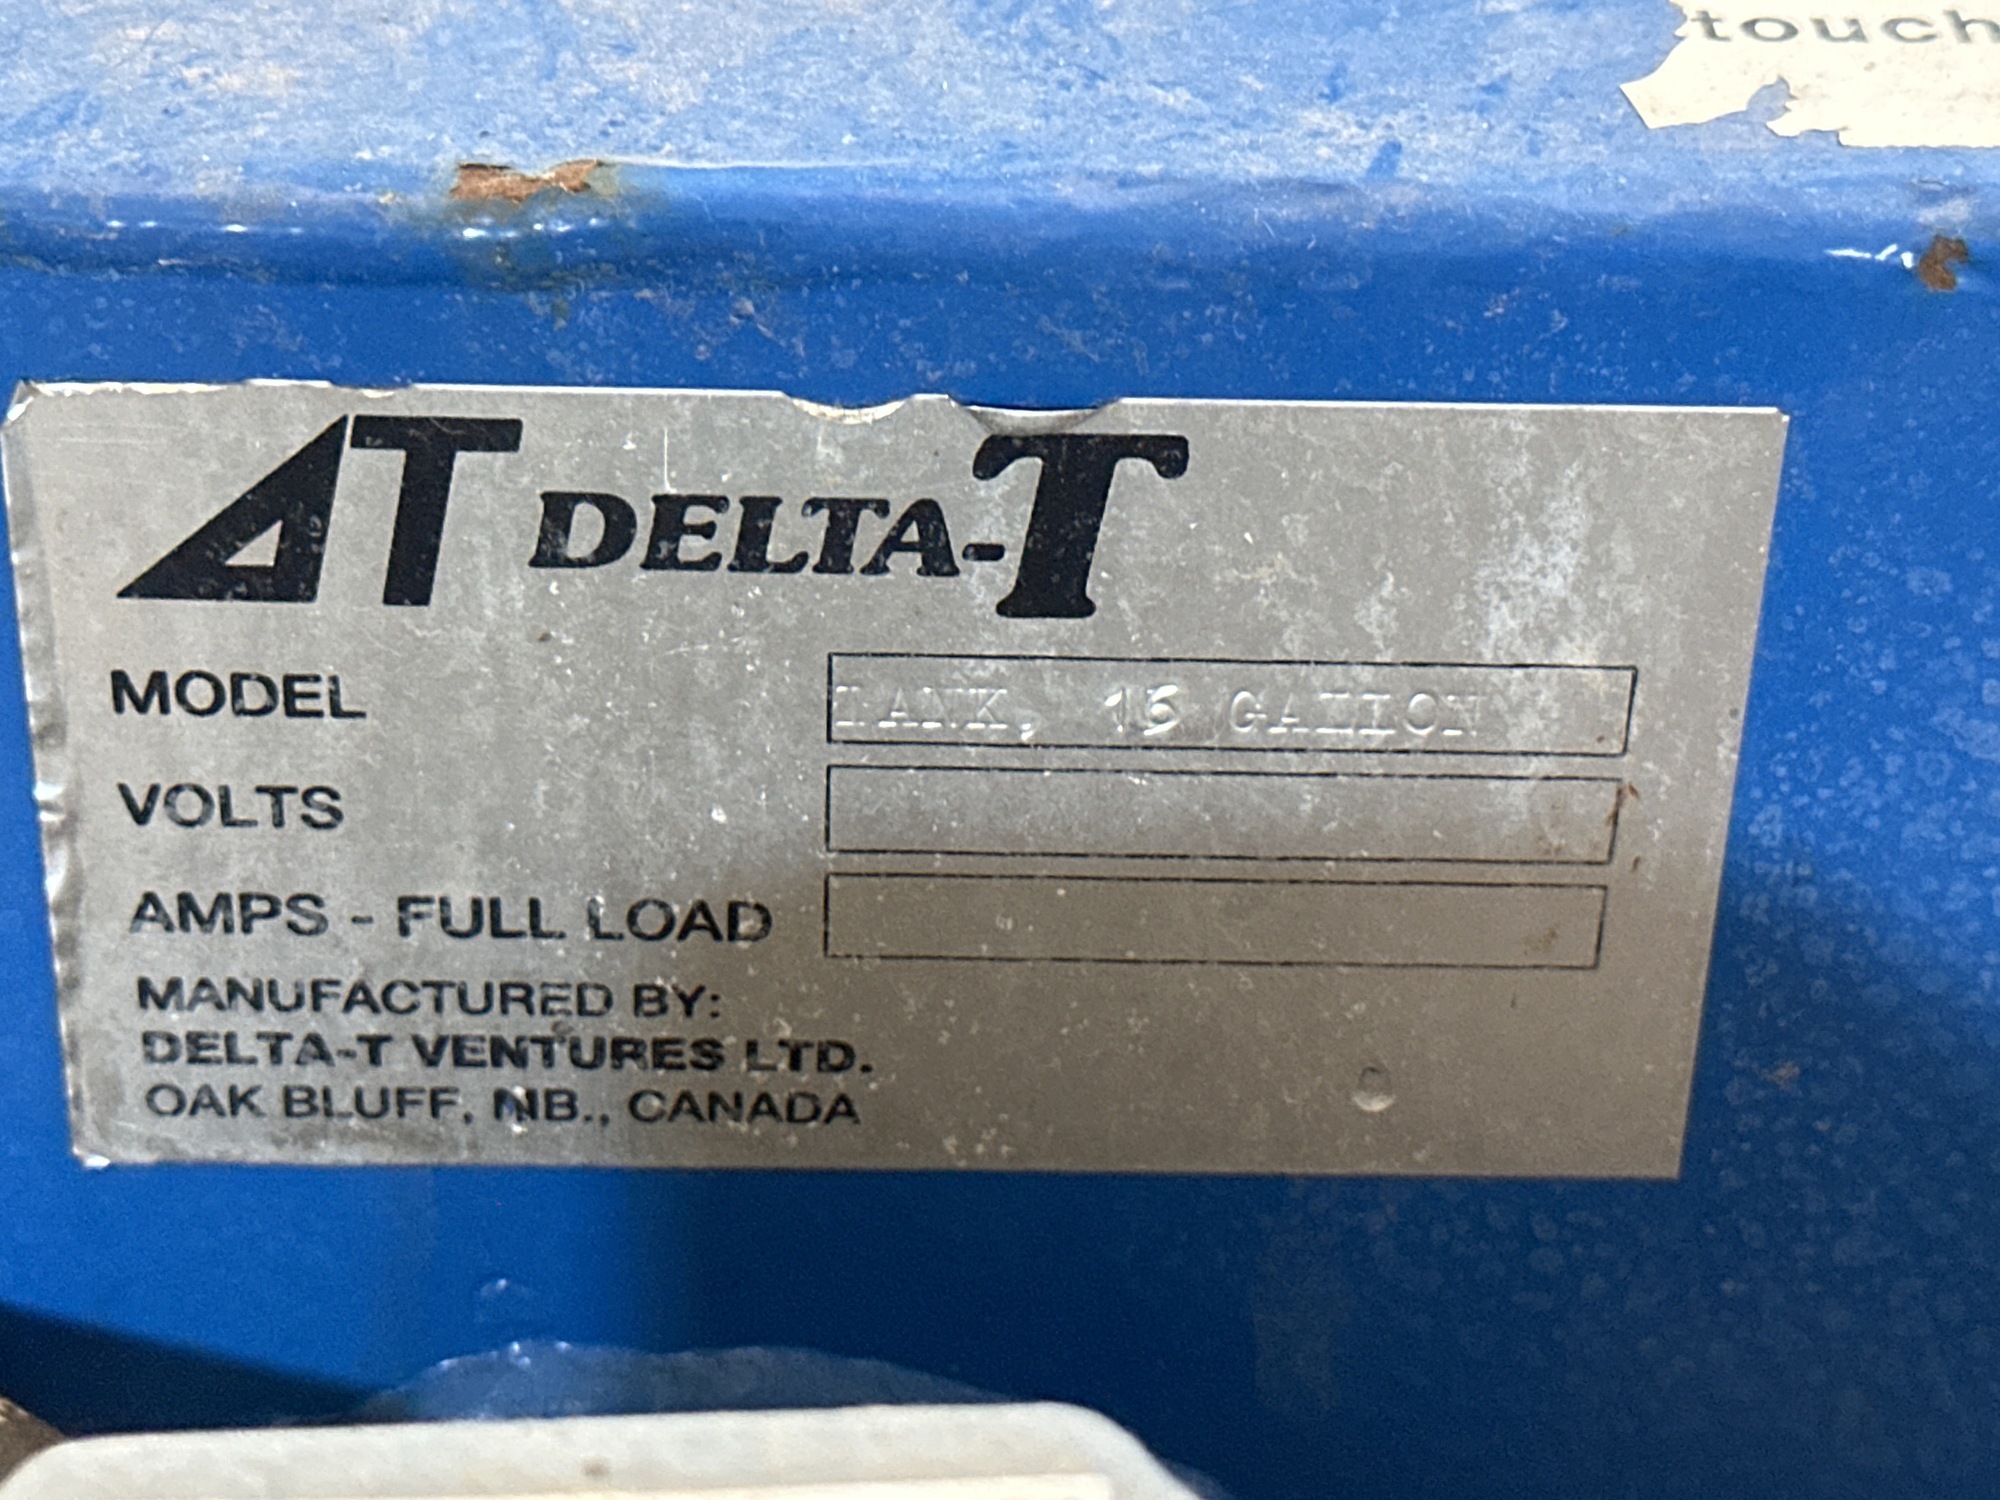 touch
ΔT DELTA-T
MODEL TANK, 15 GALLON
VOLTS
AMPS - FULL LOAD
MANUFACTURED BY:
DELTA-T VENTURES LTD.
OAK BLUFF, MB., CANADA